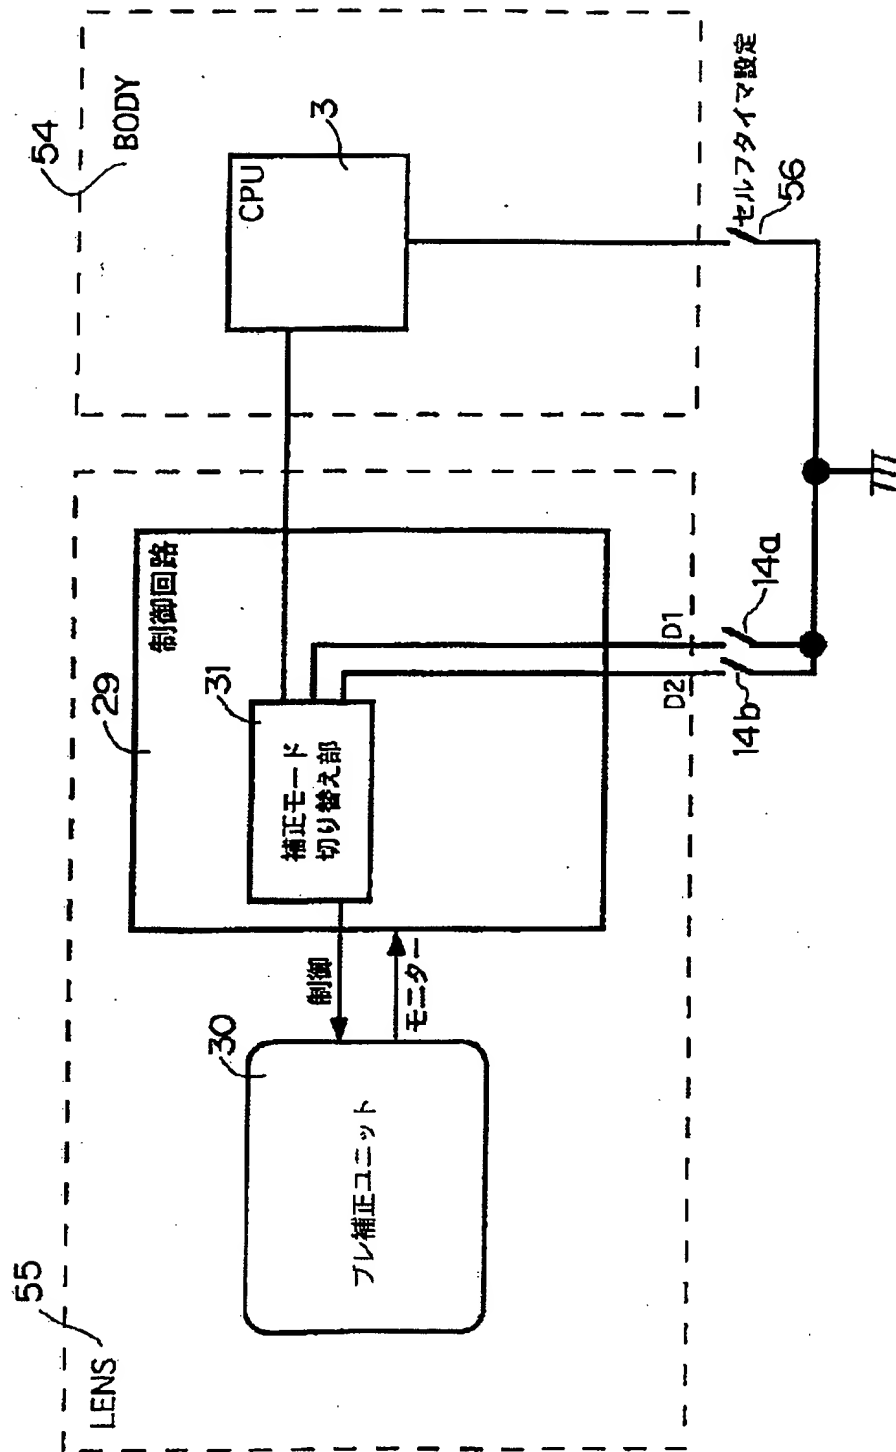 55
LENS
54
BODY
29
制御回路
31
補正モード
切り替え部
30
ブレ補正ユニット
制御
モニター
CPU
3
D1
D2
14a
14b
セルフタイマ設定
56